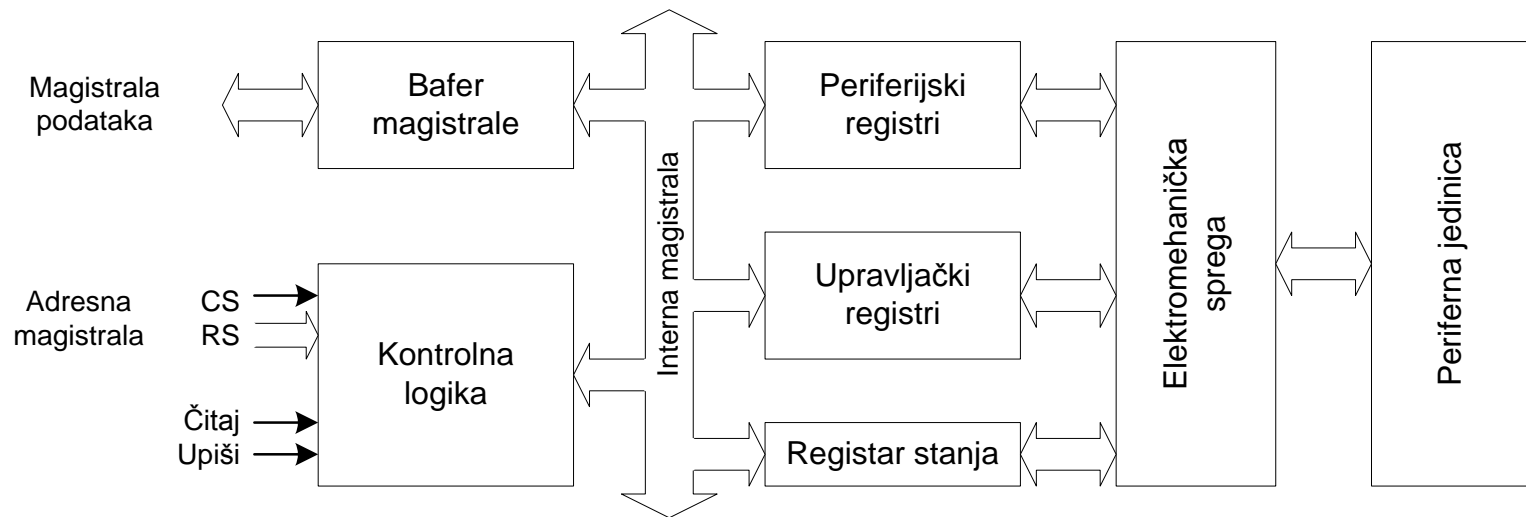 Magistrala
podataka
Bafer
magistrale
Adresna
magistrala
CS
RS
Čitaj
Upiši
Kontrolna
logika
Interna magistrala
Periferijski
registri
Upravljački
registri
Registar stanja
Elektromehanička
sprega
Periferna jedinica